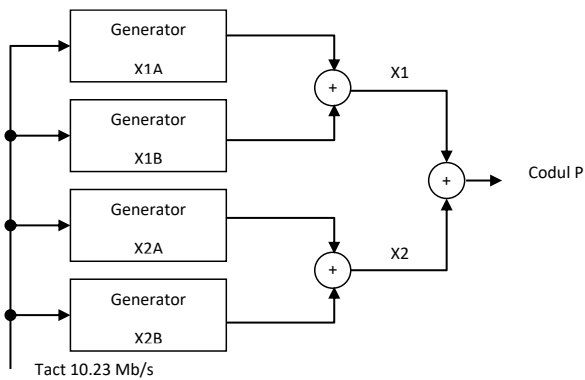 Generator
X1A
+
X1
Generator
X1B
+
Codul P
Generator
X2A
+
X2
Generator
X2B
Tact 10.23 Mb/s